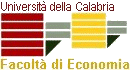 Università della Calabria
Facoltà di Economia